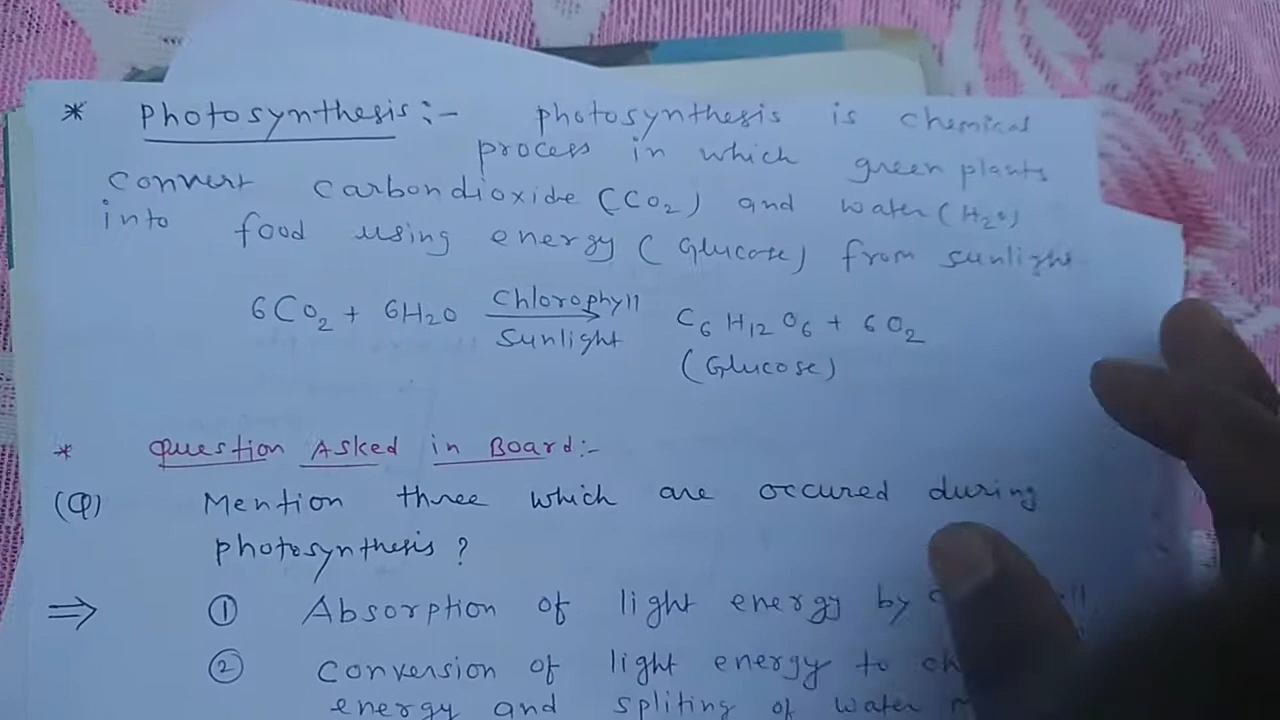 * Photosynthesis:- photosynthesis is chemical
process in which green plants
convert carbondioxide (CO2) and water (H2O)
into food using energy (Glucose) from sunlight
6CO2 + 6H2O Chlorophyll Sunlight C6H12O6 + 6O2
(Glucose)
* Question Asked in Board:-
(Q) Mention three which are occured during
photosynthesis ?
⇒ ① Absorption of light energy by
② Conversion of light energy to
energy and spliting of water